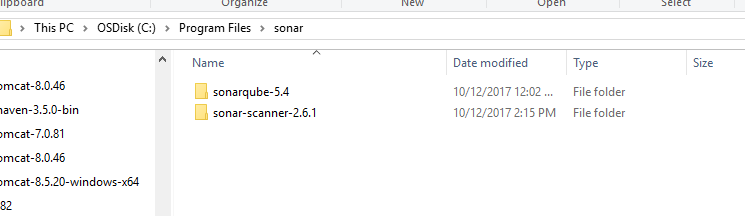 Organize New Open Select
This PC > OSDisk (C:) > Program Files > sonar
Name Date modified Type Size
sonarqube-5.4 10/12/2017 12:02 ... File folder
sonar-scanner-2.6.1 10/12/2017 2:15 PM File folder
omcat-8.0.46
naven-3.5.0-bin
omcat-7.0.81
omcat-8.0.46
omcat-8.5.20-windows-x64
82